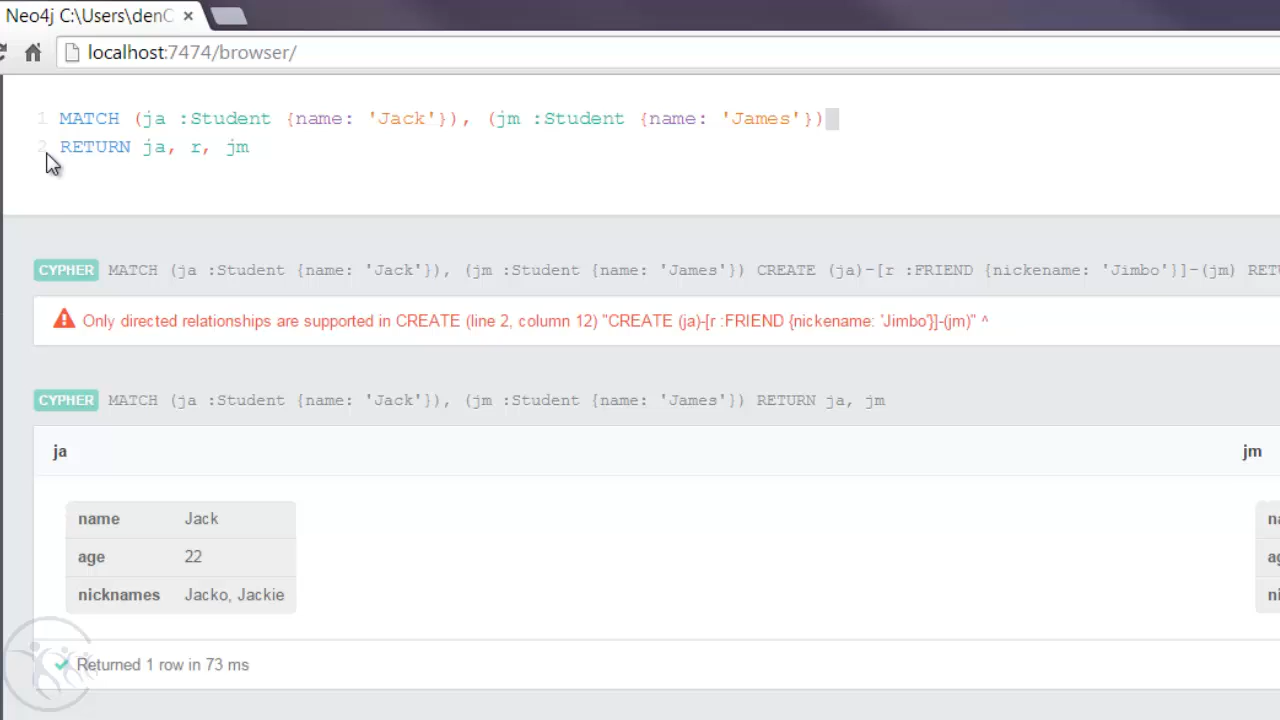 Neo4j C:\Users\denC
localhost:7474/browser/
1 MATCH (ja :Student {name: 'Jack'}), (jm :Student {name: 'James'})
2 RETURN ja, r, jm
CYPHER MATCH (ja :Student {name: 'Jack'}), (jm :Student {name: 'James'}) CREATE (ja)-[r :FRIEND {nickename: 'Jimbo'}]-(jm) RETU
Only directed relationships are supported in CREATE (line 2, column 12) "CREATE (ja)-[r :FRIEND {nickename: 'Jimbo'}]-(jm)" ^
CYPHER MATCH (ja :Student {name: 'Jack'}), (jm :Student {name: 'James'}) RETURN ja, jm
ja jm
name Jack na
age 22 ag
nicknames Jacko, Jackie ni
Returned 1 row in 73 ms